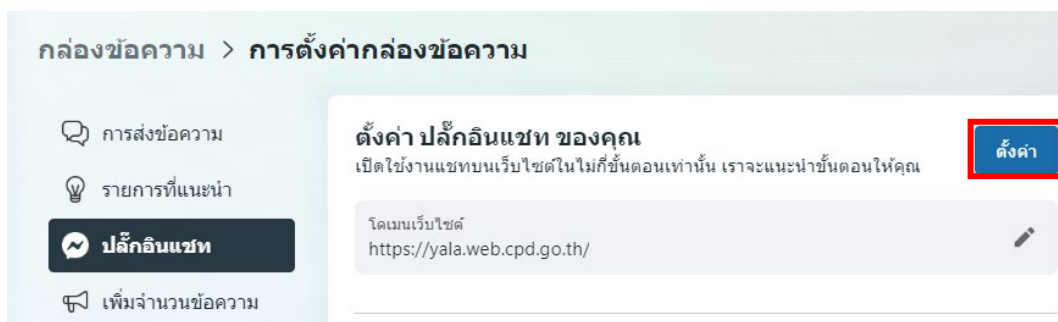 กล่องข้อความ > การตั้งค่ากล่องข้อความ
การส่งข้อความ
รายการที่แนะนำ
ปลั๊กอินแชท
เพิ่มจำนวนข้อความ
ตั้งค่า ปลั๊กอินแชท ของคุณ
เปิดใช้งานแชทบนเว็บไซต์ในไม่กี่ขั้นตอนเท่านั้น เราจะแนะนำขั้นตอนให้คุณ
ตั้งค่า
โดเมนเว็บไซต์
https://yala.web.cpd.go.th/